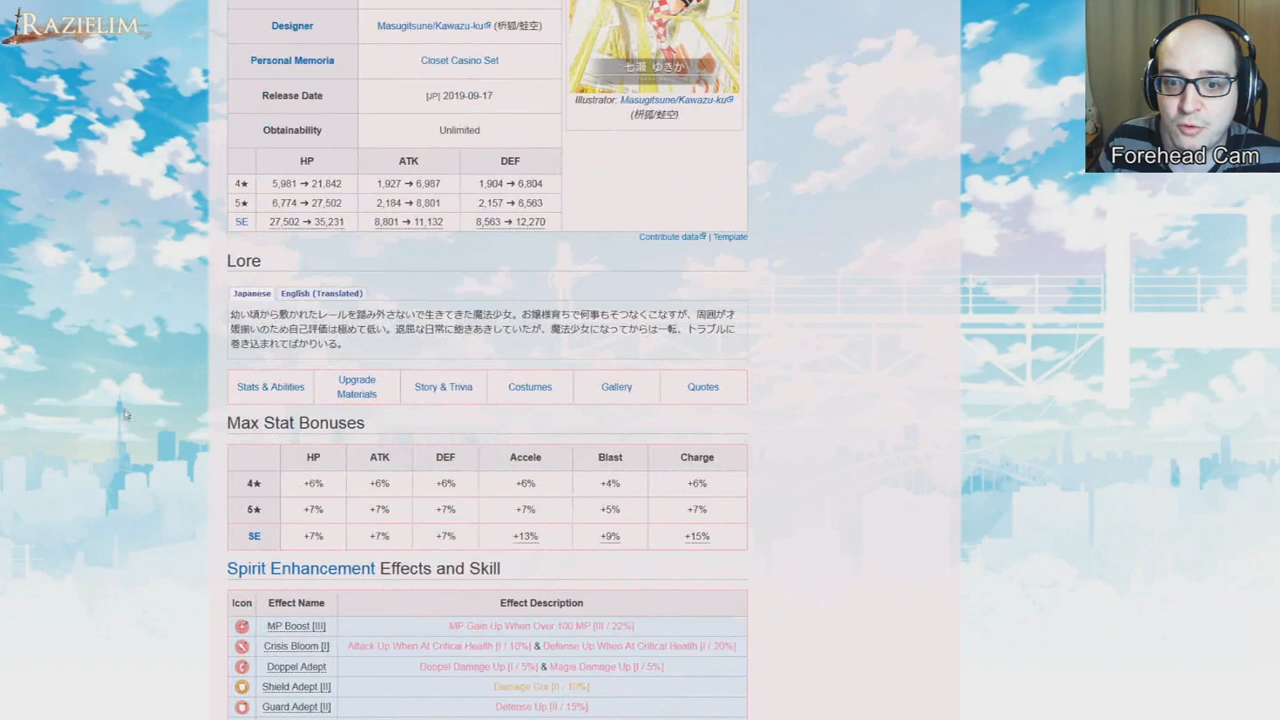 RAZIELIM
Forehead Cam
Designer
Masugitsune/Kawazu-ku (枡狐/蛙空)
Personal Memoria
Closet Casino Set
Release Date
[JP] 2019-09-17
Obtainability
Unlimited
七瀬 ゆきか
Illustrator: Masugitsune/Kawazu-ku
(枡狐/蛙空)
HP ATK DEF
4★ 5,981 ➔ 21,842 1,927 ➔ 6,987 1,904 ➔ 6,804
5★ 6,774 ➔ 27,502 2,184 ➔ 8,801 2,157 ➔ 8,563
SE 27,502 ➔ 35,231 8,801 ➔ 11,132 8,563 ➔ 12,270
Contribute data | Template
Lore
Japanese English (Translated)
幼い頃から敷かれたレールを踏み外さないで生きてきた魔法少女。お嬢様育ちで何事もそつなくこなすが、周囲が才
媛揃いのため自己評価は極めて低い。退屈な日常に飽きあきしていたが、魔法少女になってからは一転、トラブルに
巻き込まれてばかりいる。
Stats & Abilities
Upgrade
Materials
Story & Trivia
Costumes
Gallery
Quotes
Max Stat Bonuses
HP ATK DEF Accele Blast Charge
4★ +6% +6% +6% +6% +4% +6%
5★ +7% +7% +7% +7% +5% +7%
SE +7% +7% +7% +13% +9% +15%
Spirit Enhancement Effects and Skill
Icon Effect Name Effect Description
MP Boost [III] MP Gain Up When Over 100 MP [III / 22%]
Crisis Bloom [I] Attack Up When At Critical Health [I / 10%] & Defense Up When At Critical Health [I / 20%]
Doppel Adept Doppel Damage Up [I / 5%] & Magia Damage Up [I / 5%]
Shield Adept [II] Damage Cut [II - 10%]
Guard Adept [II] Defense Up [II / 15%]